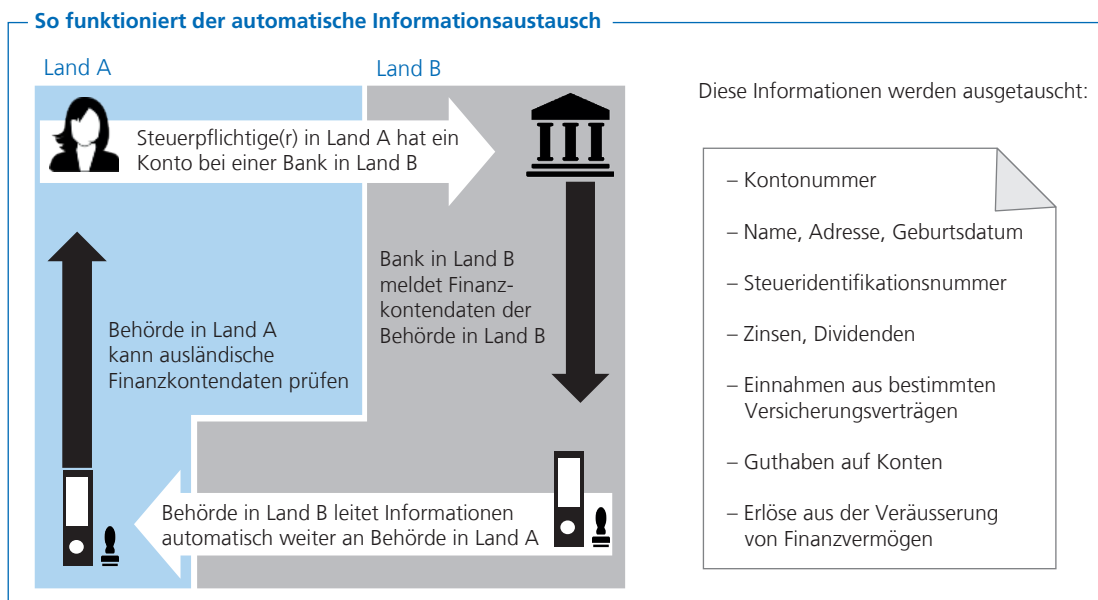 So funktioniert der automatische Informationsaustausch
Land A
Land B
Steuerpflichtige(r) in Land A hat ein
Konto bei einer Bank in Land B
Bank in Land B
meldet Finanz-
kontendaten der
Behörde in Land B
Behörde in Land B leitet Informationen
automatisch weiter an Behörde in Land A
Behörde in Land A
kann ausländische
Finanzkontendaten prüfen
Diese Informationen werden ausgetauscht:
– Kontonummer
– Name, Adresse, Geburtsdatum
– Steueridentifikationsnummer
– Zinsen, Dividenden
– Einnahmen aus bestimmten
Versicherungsverträgen
– Guthaben auf Konten
– Erlöse aus der Veräusserung
von Finanzvermögen